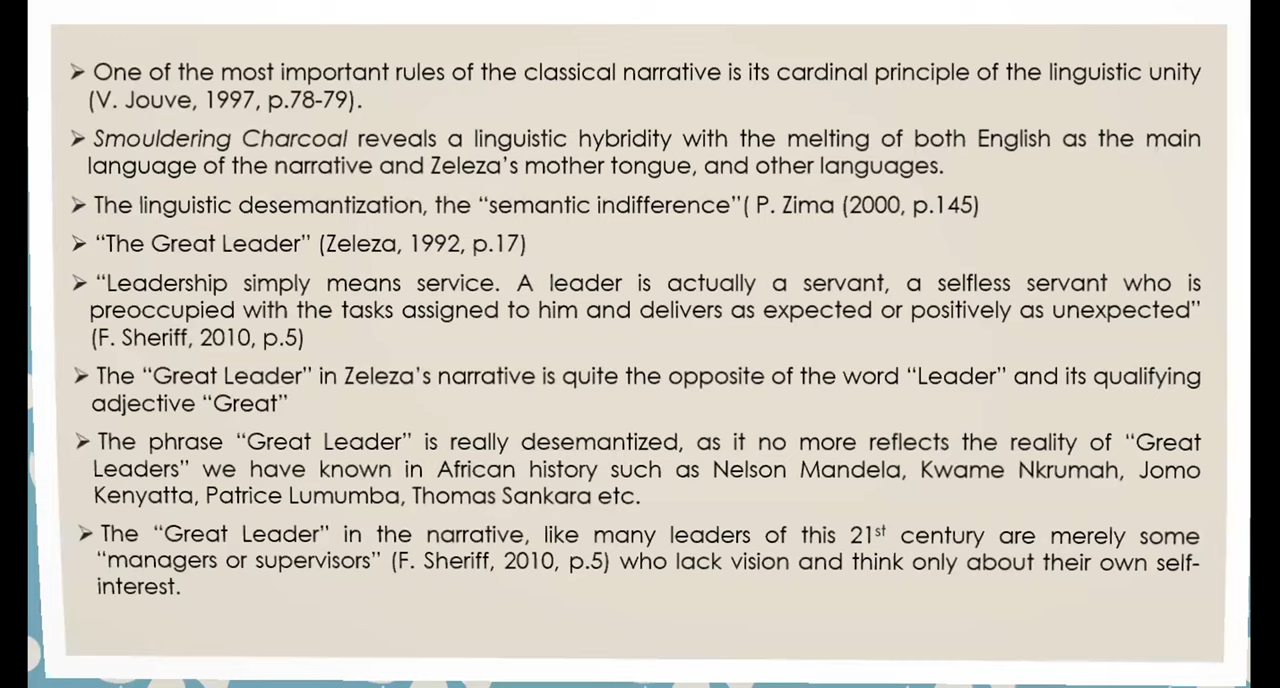 ➢ One of the most important rules of the classical narrative is its cardinal principle of the linguistic unity
(V. Jouve, 1997, p.78-79).
➢ Smouldering Charcoal reveals a linguistic hybridity with the melting of both English as the main
language of the narrative and Zeleza's mother tongue, and other languages.
➢ The linguistic desemantization, the “semantic indifference”( P. Zima (2000, p.145)
➢ “The Great Leader” (Zeleza, 1992, p.17)
➢ “Leadership simply means service. A leader is actually a servant, a selfless servant who is
preoccupied with the tasks assigned to him and delivers as expected or positively as unexpected”
(F. Sheriff, 2010, p.5)
➢ The “Great Leader” in Zeleza's narrative is quite the opposite of the word “Leader” and its qualifying
adjective “Great”
➢ The phrase “Great Leader” is really desemantized, as it no more reflects the reality of “Great
Leaders” we have known in African history such as Nelson Mandela, Kwame Nkrumah, Jomo
Kenyatta, Patrice Lumumba, Thomas Sankara etc.
➢ The “Great Leader” in the narrative, like many leaders of this 21st century are merely some
“managers or supervisors” (F. Sheriff, 2010, p.5) who lack vision and think only about their own self-
interest.